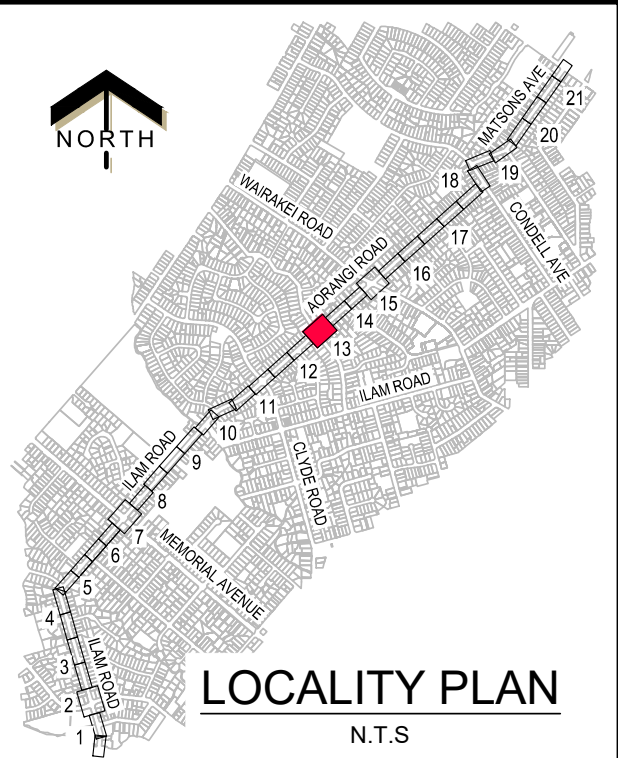 NORTH
MATSONS AVE
21
20
19
18
WAIRAKEI ROAD
CONDELL AVE
17
AORANGI ROAD
16
15
14
13
12
ILAM ROAD
11
10
ILAM ROAD
9
CLYDE ROAD
8
7
MEMORIAL AVENUE
6
5
4
ILAM ROAD
3
2
1
LOCALITY PLAN
N.T.S